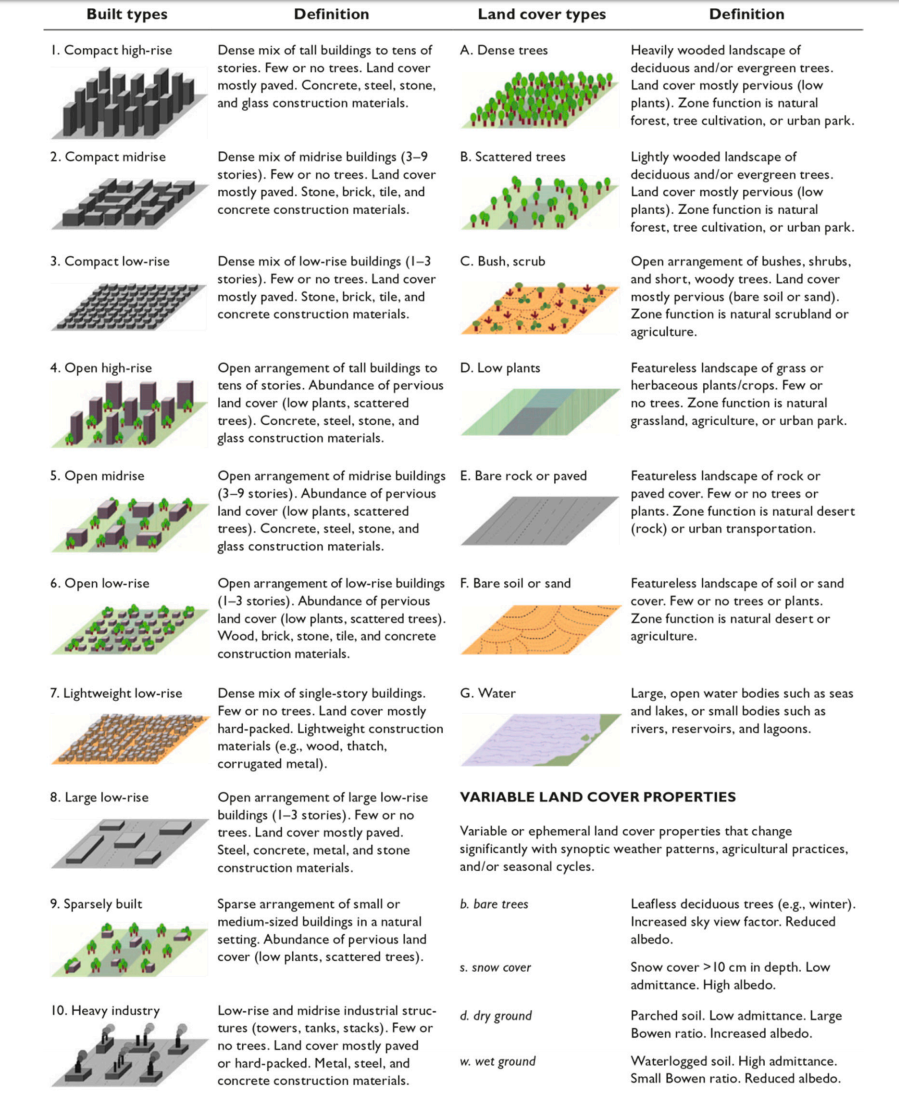 Built types
Definition
Land cover types
Definition
1. Compact high-rise
Dense mix of tall buildings to tens of
stories. Few or no trees. Land cover
mostly paved. Concrete, steel, stone,
and glass construction materials.
A. Dense trees
Heavily wooded landscape of
deciduous and/or evergreen trees.
Land cover mostly pervious (low
plants). Zone function is natural
forest, tree cultivation, or urban park.
2. Compact midrise
Dense mix of midrise buildings (3–9
stories). Few or no trees. Land cover
mostly paved. Stone, brick, tile, and
concrete construction materials.
B. Scattered trees
Lightly wooded landscape of
deciduous and/or evergreen trees.
Land cover mostly pervious (low
plants). Zone function is natural
forest, tree cultivation, or urban park.
3. Compact low-rise
Dense mix of low-rise buildings (1–3
stories). Few or no trees. Land cover
mostly paved. Stone, brick, tile, and
concrete construction materials.
C. Bush, scrub
Open arrangement of bushes, shrubs,
and short, woody trees. Land cover
mostly pervious (bare soil or sand).
Zone function is natural scrubland or
agriculture.
4. Open high-rise
Open arrangement of tall buildings to
tens of stories. Abundance of pervious
land cover (low plants, scattered
trees). Concrete, steel, stone, and
glass construction materials.
D. Low plants
Featureless landscape of grass or
herbaceous plants/crops. Few or
no trees. Zone function is natural
grassland, agriculture, or urban park.
5. Open midrise
Open arrangement of midrise buildings
(3–9 stories). Abundance of pervious
land cover (low plants, scattered
trees). Concrete, steel, stone, and
glass construction materials.
E. Bare rock or paved
Featureless landscape of rock or
paved cover. Few or no trees or
plants. Zone function is natural desert
(rock) or urban transportation.
6. Open low-rise
Open arrangement of low-rise buildings
(1–3 stories). Abundance of pervious
land cover (low plants, scattered trees).
Wood, brick, stone, tile, and concrete
construction materials.
F. Bare soil or sand
Featureless landscape of soil or sand
cover. Few or no trees or plants.
Zone function is natural desert or
agriculture.
7. Lightweight low-rise
Dense mix of single-story buildings.
Few or no trees. Land cover mostly
hard-packed. Lightweight construction
materials (e.g., wood, thatch,
corrugated metal).
G. Water
Large, open water bodies such as seas
and lakes, or small bodies such as
rivers, reservoirs, and lagoons.
8. Large low-rise
Open arrangement of large low-rise
buildings (1–3 stories). Few or no
trees. Land cover mostly paved.
Steel, concrete, metal, and stone
construction materials.
VARIABLE LAND COVER PROPERTIES
Variable or ephemeral land cover properties that change
significantly with synoptic weather patterns, agricultural practices,
and/or seasonal cycles.
9. Sparsely built
Sparse arrangement of small or
medium-sized buildings in a natural
setting. Abundance of pervious land
cover (low plants, scattered trees).
b. bare trees
Leafless deciduous trees (e.g., winter).
Increased sky view factor. Reduced
albedo.
s. snow cover
Snow cover >10 cm in depth. Low
admittance. High albedo.
10. Heavy industry
Low-rise and midrise industrial struc-
tures (towers, tanks, stacks). Few or
no trees. Land cover mostly paved
or hard-packed. Metal, steel, and
concrete construction materials.
d. dry ground
Parched soil. Low admittance. Large
Bowen ratio. Increased albedo.
w. wet ground
Waterlogged soil. High admittance.
Small Bowen ratio. Reduced albedo.